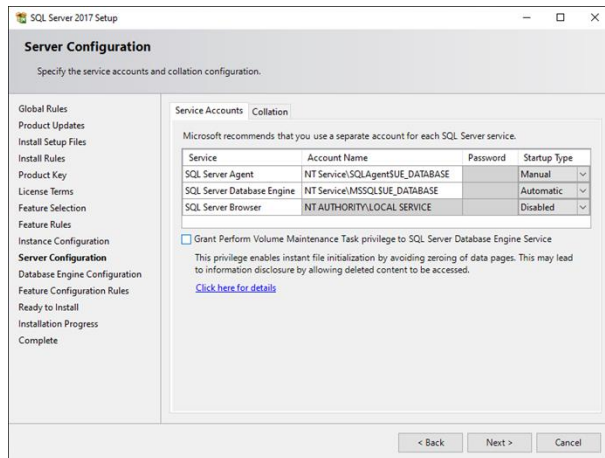 SQL Server 2017 Setup
Server Configuration
Specify the service accounts and collation configuration.
Global Rules
Product Updates
Install Setup Files
Install Rules
Product Key
License Terms
Feature Selection
Feature Rules
Instance Configuration
Server Configuration
Database Engine Configuration
Feature Configuration Rules
Ready to Install
Installation Progress
Complete
Service Accounts Collation
Microsoft recommends that you use a separate account for each SQL Server service.
Service Account Name Password Startup Type
SQL Server Agent NT Service\SQLAgent$UE_DATABASE Manual
SQL Server Database Engine NT Service\MSSQL$UE_DATABASE Automatic
SQL Server Browser NT AUTHORITY\LOCAL SERVICE Disabled
Grant Perform Volume Maintenance Task privilege to SQL Server Database Engine Service
This privilege enables instant file initialization by avoiding zeroing of data pages. This may lead
to information disclosure by allowing deleted content to be accessed.
Click here for details
< Back Next > Cancel